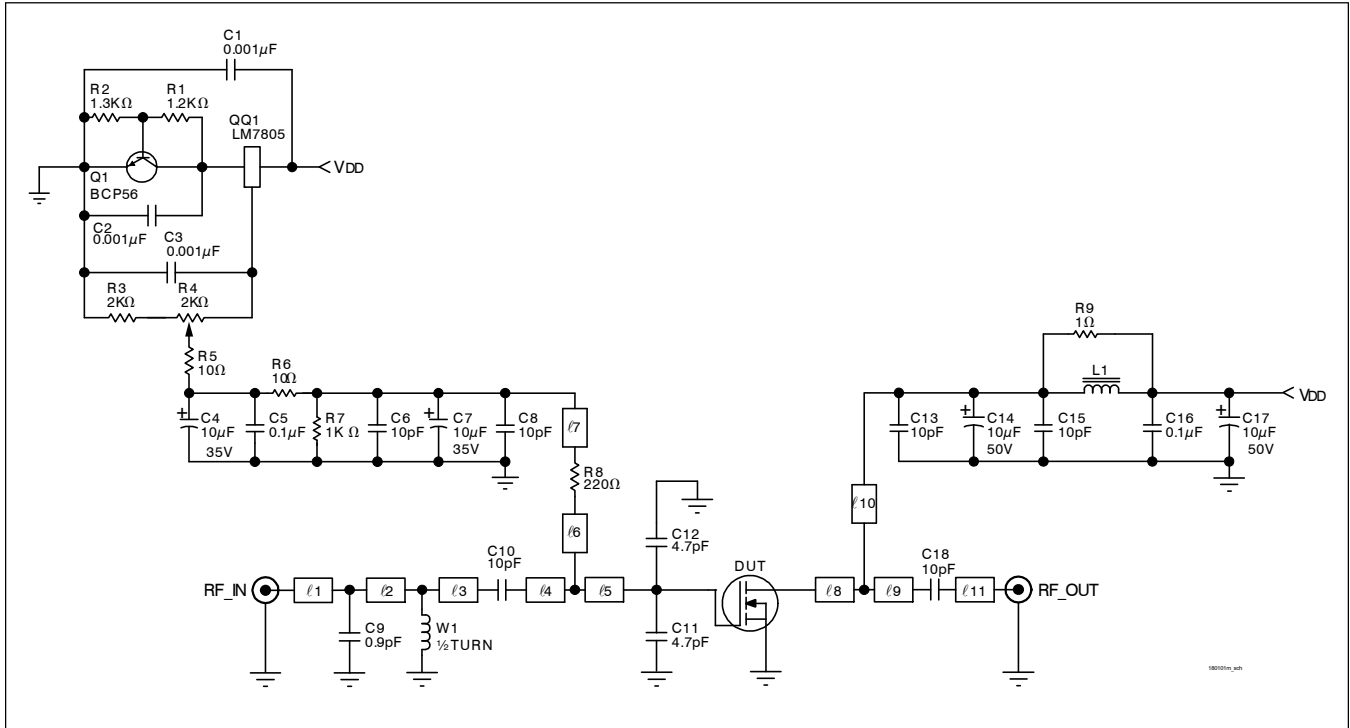 C1
0.001µF
R2
1.3KΩ
R1
1.2KΩ
QQ1
LM7805
VDD
Q1
BCP56
C2
0.001µF
C3
0.001µF
R3
2KΩ
R4
2KΩ
R5
10Ω
R6
10Ω
C4
10µF
35V
C5
0.1µF
R7
1K Ω
C6
10pF
C7
10µF
35V
C8
10pF
ℓ7
R8
220Ω
ℓ6
R9
1Ω
L1
VDD
C13
10pF
C14
10µF
50V
C15
10pF
C16
0.1µF
C17
10µF
50V
ℓ10
C12
4.7pF
DUT
C10
10pF
C18
10pF
RF_IN
ℓ1
ℓ2
ℓ3
ℓ4
ℓ5
ℓ8
ℓ9
ℓ11
RF_OUT
C9
0.9pF
W1
½TURN
C11
4.7pF
180101m_sch